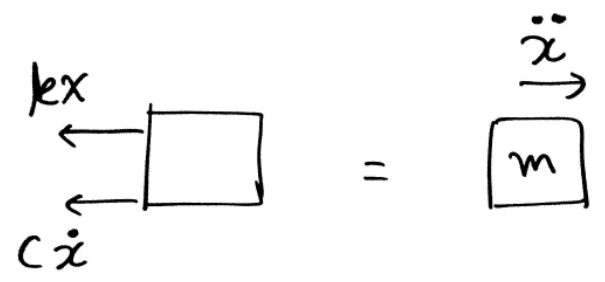 ẍ
kx
= m
cẋ